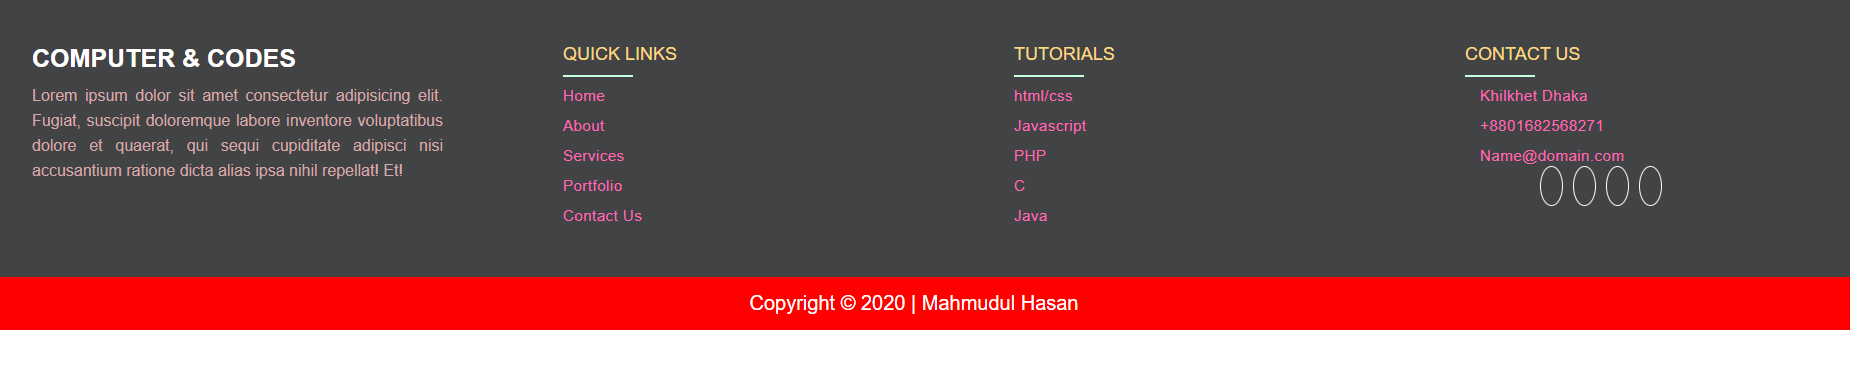 COMPUTER & CODES
Lorem ipsum dolor sit amet consectetur adipisicing elit.
Fugiat, suscipit doloremque labore inventore voluptatibus
dolore et quaerat, qui sequi cupiditate adipisci nisi
accusantium ratione dicta alias ipsa nihil repellat! Et!
QUICK LINKS
Home
About
Services
Portfolio
Contact Us
TUTORIALS
html/css
Javascript
PHP
C
Java
CONTACT US
Khilkhet Dhaka
+8801682568271
Name@domain.com
Copyright © 2020 | Mahmudul Hasan